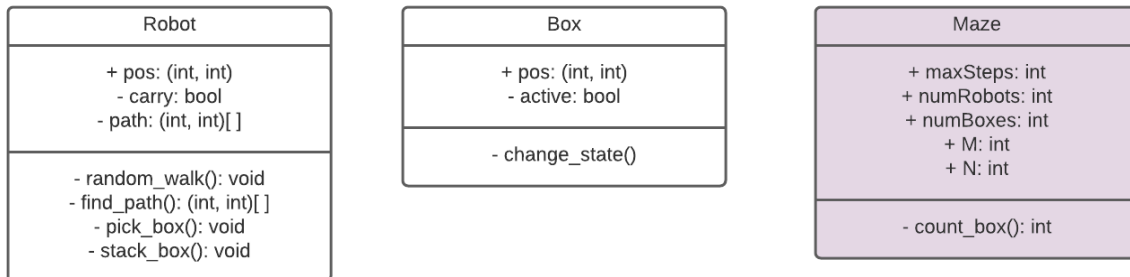 Robot
+ pos: (int, int)
- carry: bool
- path: (int, int)[ ]
- random_walk(): void
- find_path(): (int, int)[ ]
- pick_box(): void
- stack_box(): void
Box
+ pos: (int, int)
- active: bool
- change_state()
Maze
+ maxSteps: int
+ numRobots: int
+ numBoxes: int
+ M: int
+ N: int
- count_box(): int